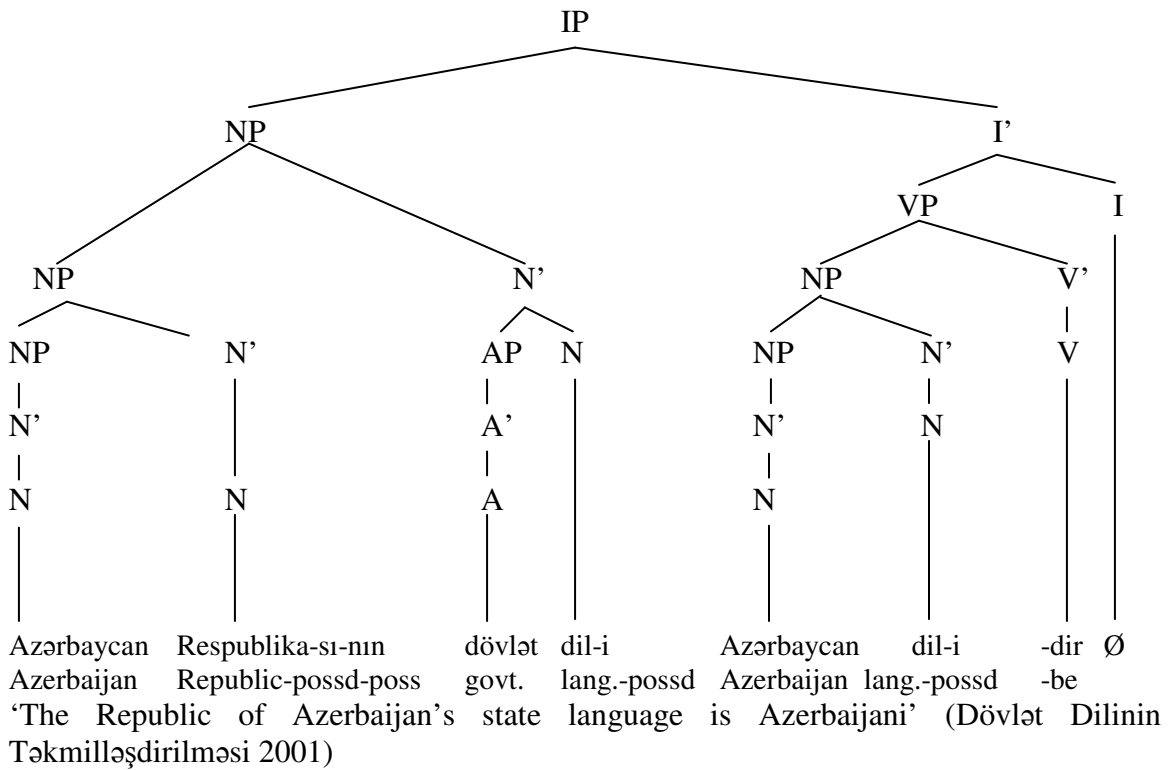 IP
NP I’
VP I
NP N’ NP V’
NP N’ AP N NP N’ V
N’ A’ N’ N
N N A N
Azərbaycan Respublika-sı-nın dövlət dil-i Azərbaycan dil-i -dir Ø
Azerbaijan Republic-possd-poss govt. lang.-possd Azerbaijan lang.-possd -be
‘The Republic of Azerbaijan’s state language is Azerbaijani’ (Dövlət Dilinin
Təkmilləşdirilməsi 2001)